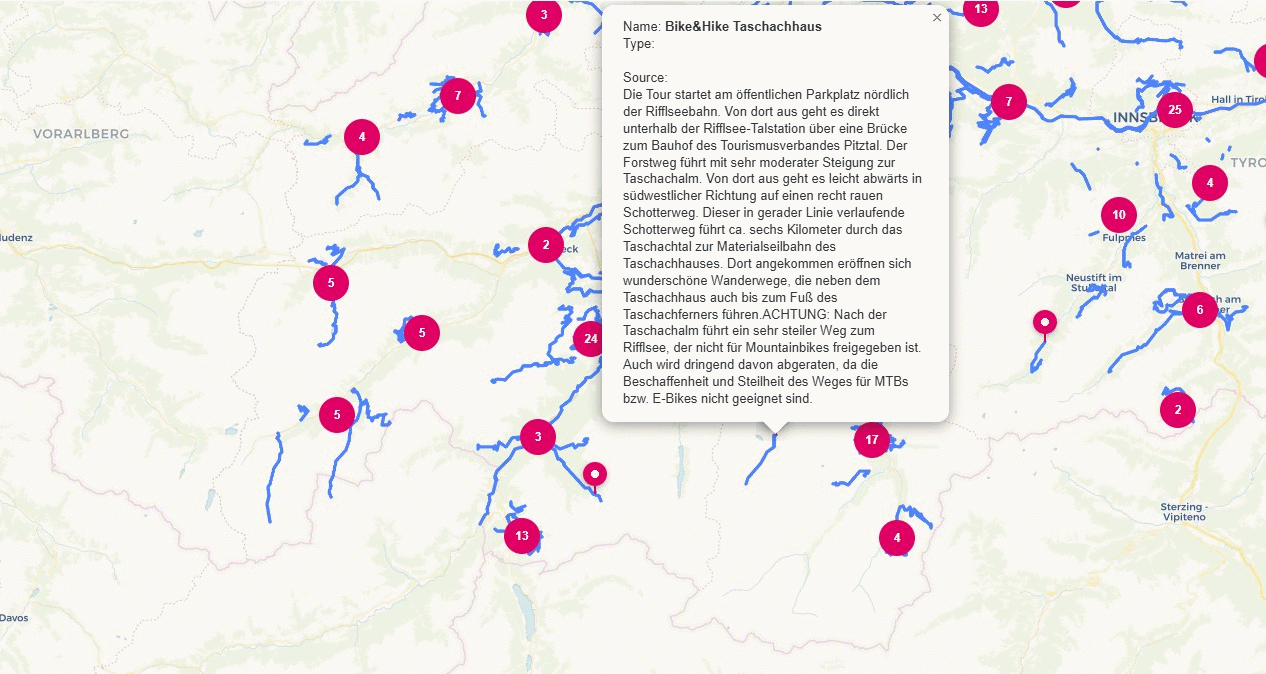 3
13
Name: Bike&Hike Taschachhaus
×
Type:
Source:
Die Tour startet am öffentlichen Parkplatz nördlich
der Rifflseebahn. Von dort aus geht es direkt
unterhalb der Rifflsee-Talstation über eine Brücke
zum Bauhof des Tourismusverbandes Pitztal. Der
Forstweg führt mit sehr moderater Steigung zur
Taschachalm. Von dort aus geht es leicht abwärts in
südwestlicher Richtung auf einen recht rauen
Schotterweg. Dieser in gerader Linie verlaufende
Schotterweg führt ca. sechs Kilometer durch das
Taschachtal zur Materialseilbahn des
Taschachhauses. Dort angekommen eröffnen sich
wunderschöne Wanderwege, die neben dem
Taschachhaus auch bis zum Fuß des
Taschachferners führen.ACHTUNG: Nach der
Taschachalm führt ein sehr steiler Weg zum
Rifflsee, der nicht für Mountainbikes freigegeben ist.
Auch wird dringend davon abgeraten, da die
Beschaffenheit und Steilheit des Weges für MTBs
bzw. E-Bikes nicht geeignet sind.
7
7
25
Hall in Tirol
INNSB
K
VORARLBERG
4
TYRO
4
10
Fulpmes
ludenz
2
eck
Matrei am
Brenner
5
Neustift im
Stubaital
ch am
er
6
5
24
5
2
3
17
Sterzing -
Vipiteno
13
4
Davos